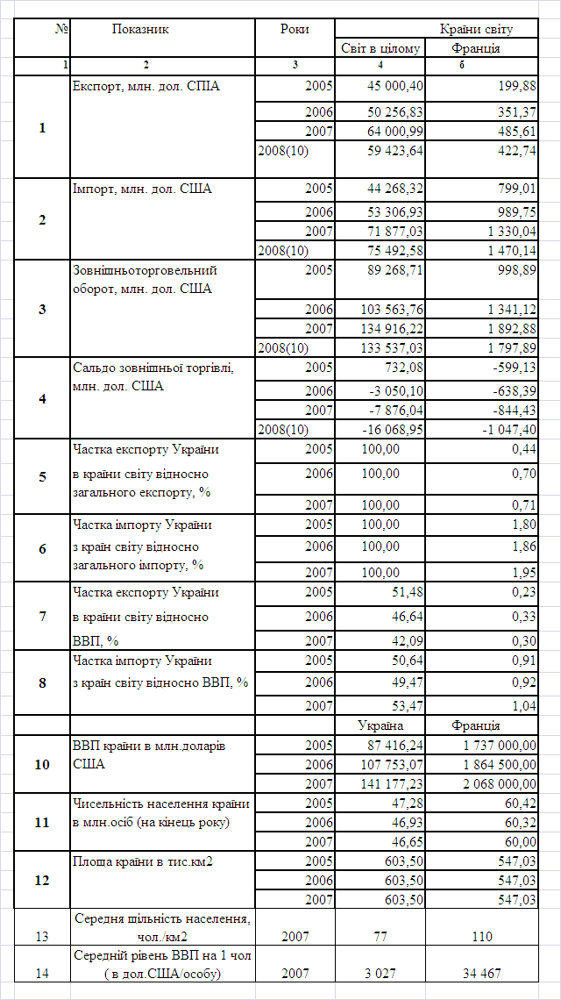 № Показник Роки Країни світу
Світ в цілому Франція
1 2 3 4 б
1 Експорт, млн. дол. СПІА 2005 45 000,40 199,88
2006 50 256,83 351,37
2007 64 000,99 485,61
2008(10) 59 423,64 422,74
2 Імпорт, млн. дол. США 2005 44 268,32 799,01
2006 53 306,93 989,75
2007 71 877,03 1 330,04
2008(10) 75 492,58 1 470,14
3 Зовнішньоторговельний 2005 89 268,71 998,89
оборот, млн. дол. США
2006 103 563,76 1 341,12
2007 134 916,22 1 892,88
2008(10) 133 537,03 1 797,89
4 Сальдо зовнішньої торгівлі, 2005 732,08 -599,13
млн. дол. США 2006 -3 050,10 -638,39
2007 -7 876,04 -844,43
2008(10) -16 068,95 -1 047,40
5 Частка експорту України 2005 100,00 0,44
в країни світу відносно 2006 100,00 0,70
загального експорту, %
2007 100,00 0,71
6 Частка імпорту України 2005 100,00 1,80
з країн світу відносно 2006 100,00 1,86
загального імпорту, %
2007 100,00 1,95
7 Частка експорту України 2005 51,48 0,23
в країни світу відносно 2006 46,64 0,33
ВВП, % 2007 42,09 0,30
8 Частка імпорту України 2005 50,64 0,91
з країн світу відносно ВВП, % 2006 49,47 0,92
2007 53,47 1,04
Україна Франція
10 ВВП країни в млн.доларів 2005 87 416,24 1 737 000,00
США 2006 107 753,07 1 864 500,00
2007 141 177,23 2 068 000,00
11 Чисельність населення країни 2005 47,28 60,42
в млн.осіб (на кінець року) 2006 46,93 60,32
2007 46,65 60,00
12 Площа країни в тис.км2 2005 603,50 547,03
2006 603,50 547,03
2007 603,50 547,03
Середня щільність населення,
13 чол./км2 2007 77 110
Середній рівень ВВП на 1 чол
14 ( в дол.США/особу) 2007 3 027 34 467